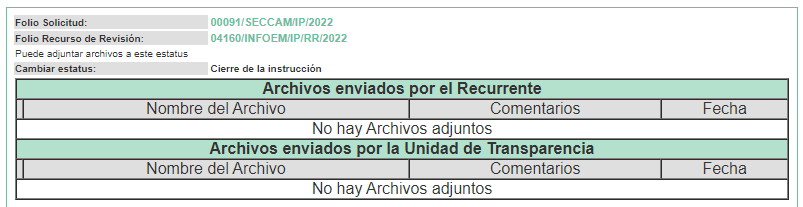 Folio Solicitud: 00091/SECCAM/IP/2022
Folio Recurso de Revisión: 04160/INFOEM/IP/RR/2022
Puede adjuntar archivos a este estatus
Cambiar estatus: Cierre de la instrucción
Archivos enviados por el Recurrente
Nombre del Archivo Comentarios Fecha
No hay Archivos adjuntos
Archivos enviados por la Unidad de Transparencia
Nombre del Archivo Comentarios Fecha
No hay Archivos adjuntos